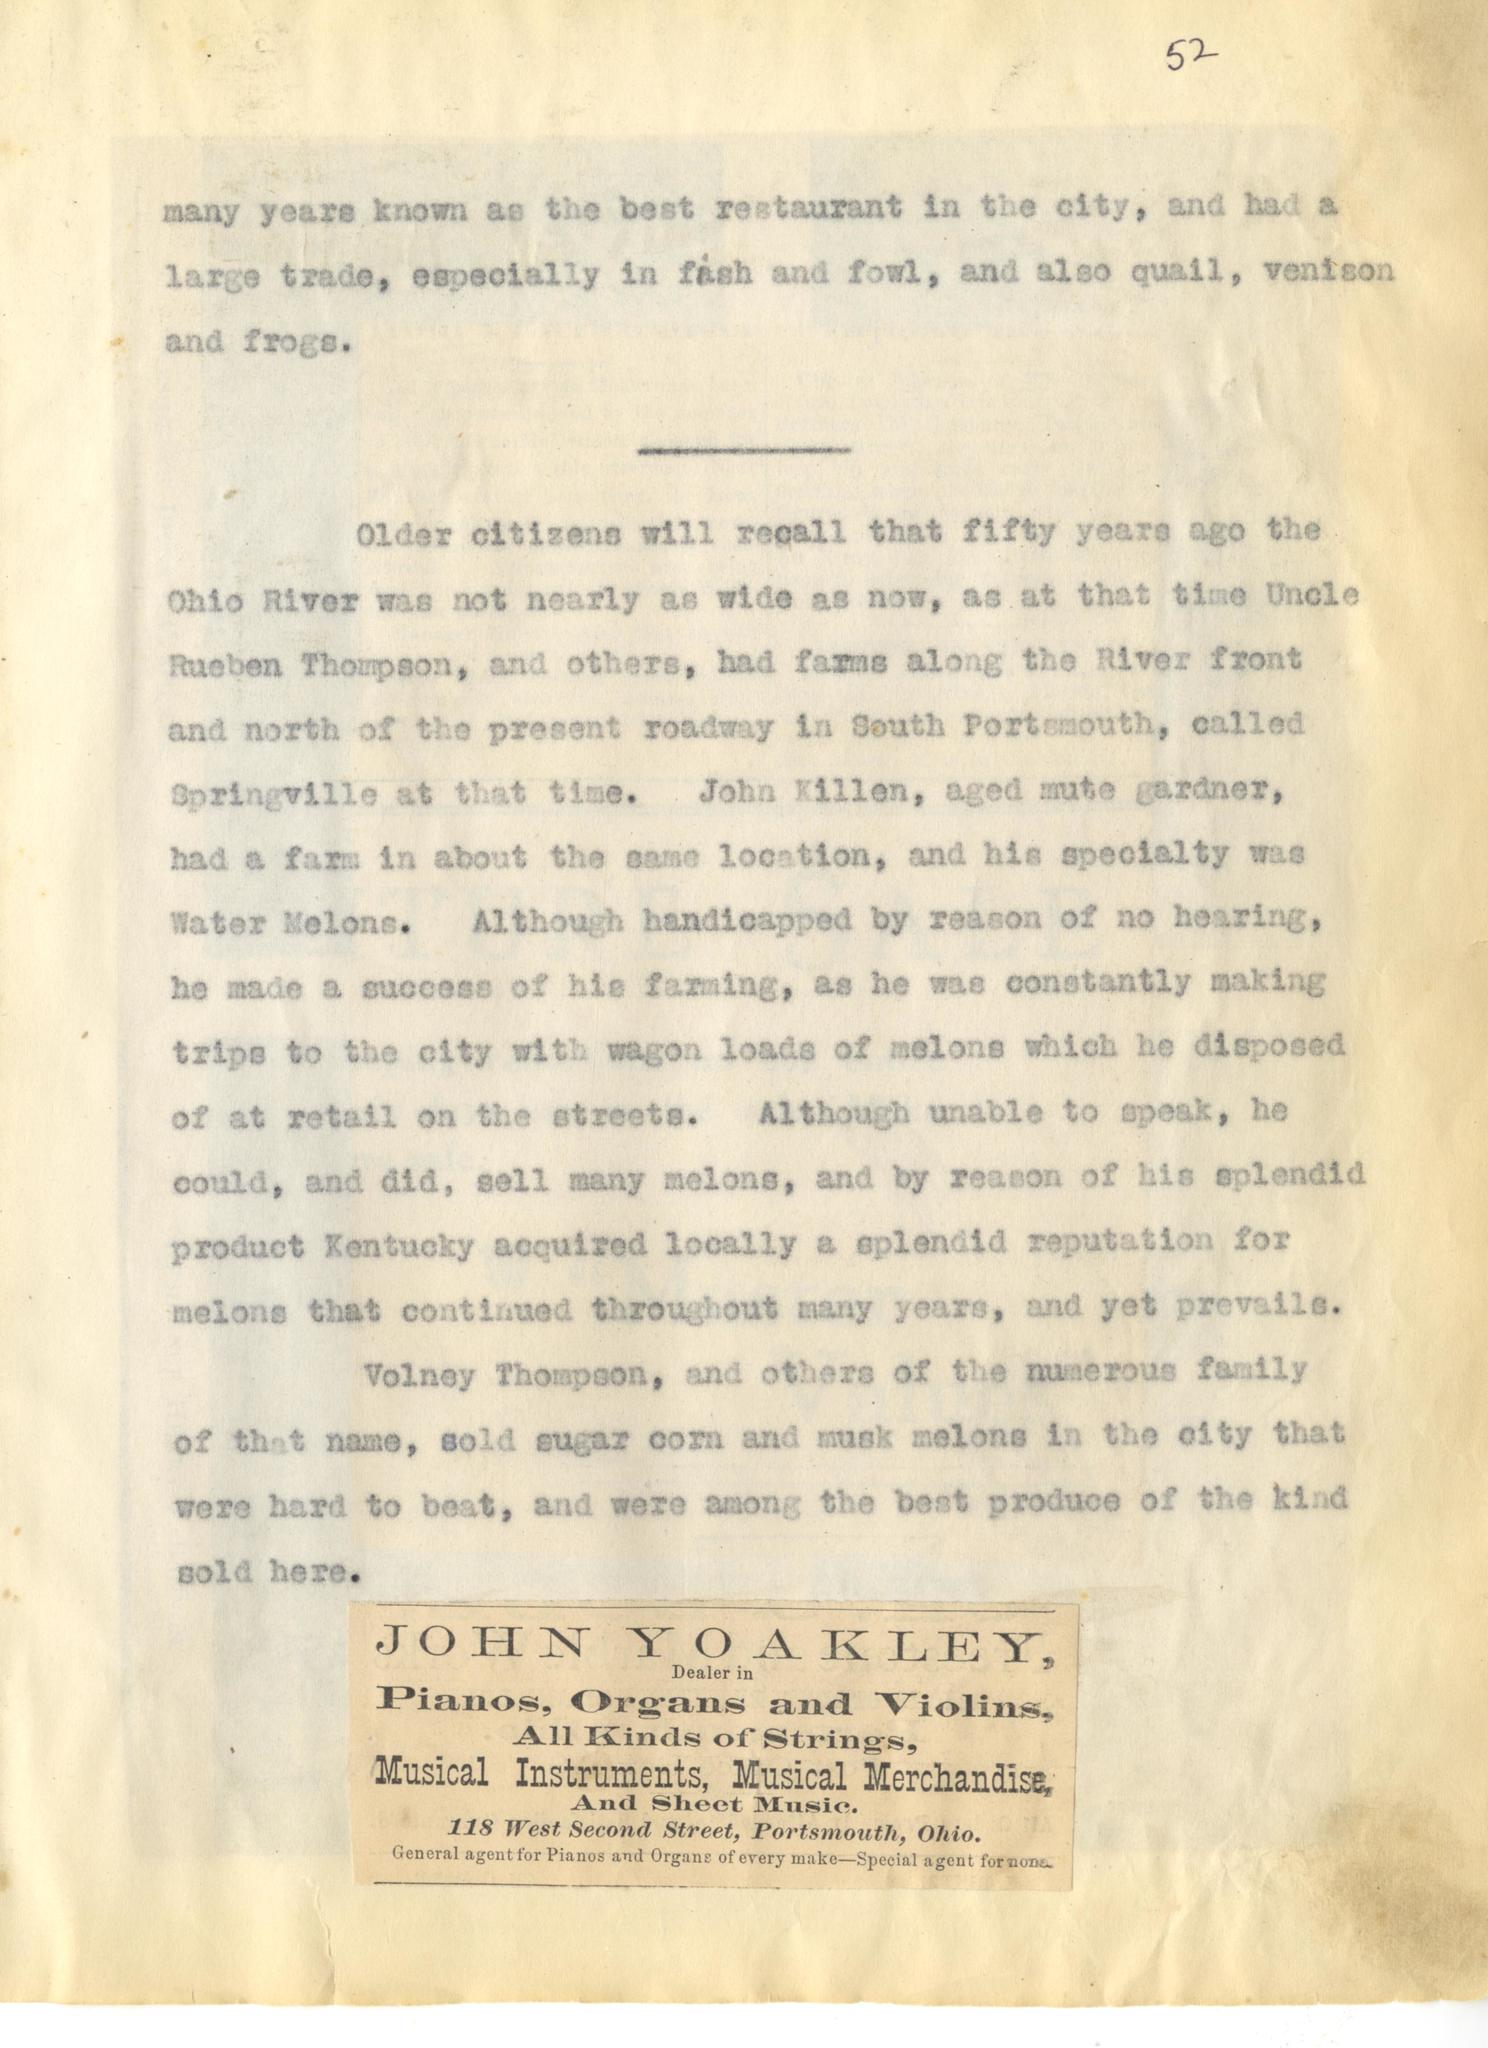 52
many years known as the best restaurant in the city, and had a
large trade, especially in fish and fowl, and also quail, venison
and frogs.
Older citizens will recall that fifty years ago the
Ohio River was not nearly as wide as now, as at that time Uncle
Rueben Thompson, and others, had farms along the River front
and north of the present roadway in South Portsmouth, called
Springville at that time. John Killen, aged mute gardner,
had a farm in about the same location, and his specialty was
Water Melons. Although handicapped by reason of no hearing,
he made a success of his farming, as he was constantly making
trips to the city with wagon loads of melons which he disposed
of at retail on the streets. Although unable to speak, he
could, and did, sell many melons, and by reason of his splendid
product Kentucky acquired locally a splendid reputation for
melons that continued throughout many years, and yet prevails.
Volney Thompson, and others of the numerous family
of that name, sold sugar corn and musk melons in the city that
were hard to beat, and were among the best produce of the kind
sold here.
JOHN YOAKLEY,
Dealer in
Pianos, Organs and Violins,
All Kinds of Strings,
Musical Instruments, Musical Merchandise,
And Sheet Music.
118 West Second Street, Portsmouth, Ohio.
General agent for Pianos and Organs of every make—Special agent for none.